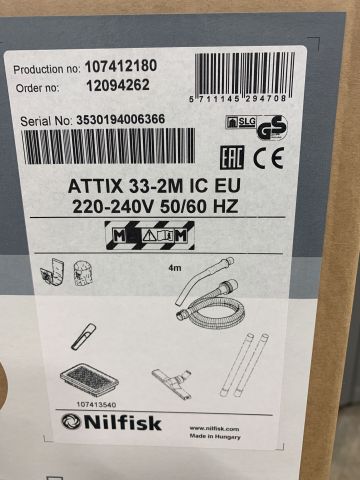 Production no: 107412180
Order no: 12094262
5 711145 294708
Serial No: 3530194006366
SLG
GS
EAC
CE
ATTIX 33-2M IC EU
220-240V 50/60 HZ
M M
4m
107413540
Nilfisk
www.nilfisk.com
Made in Hungary